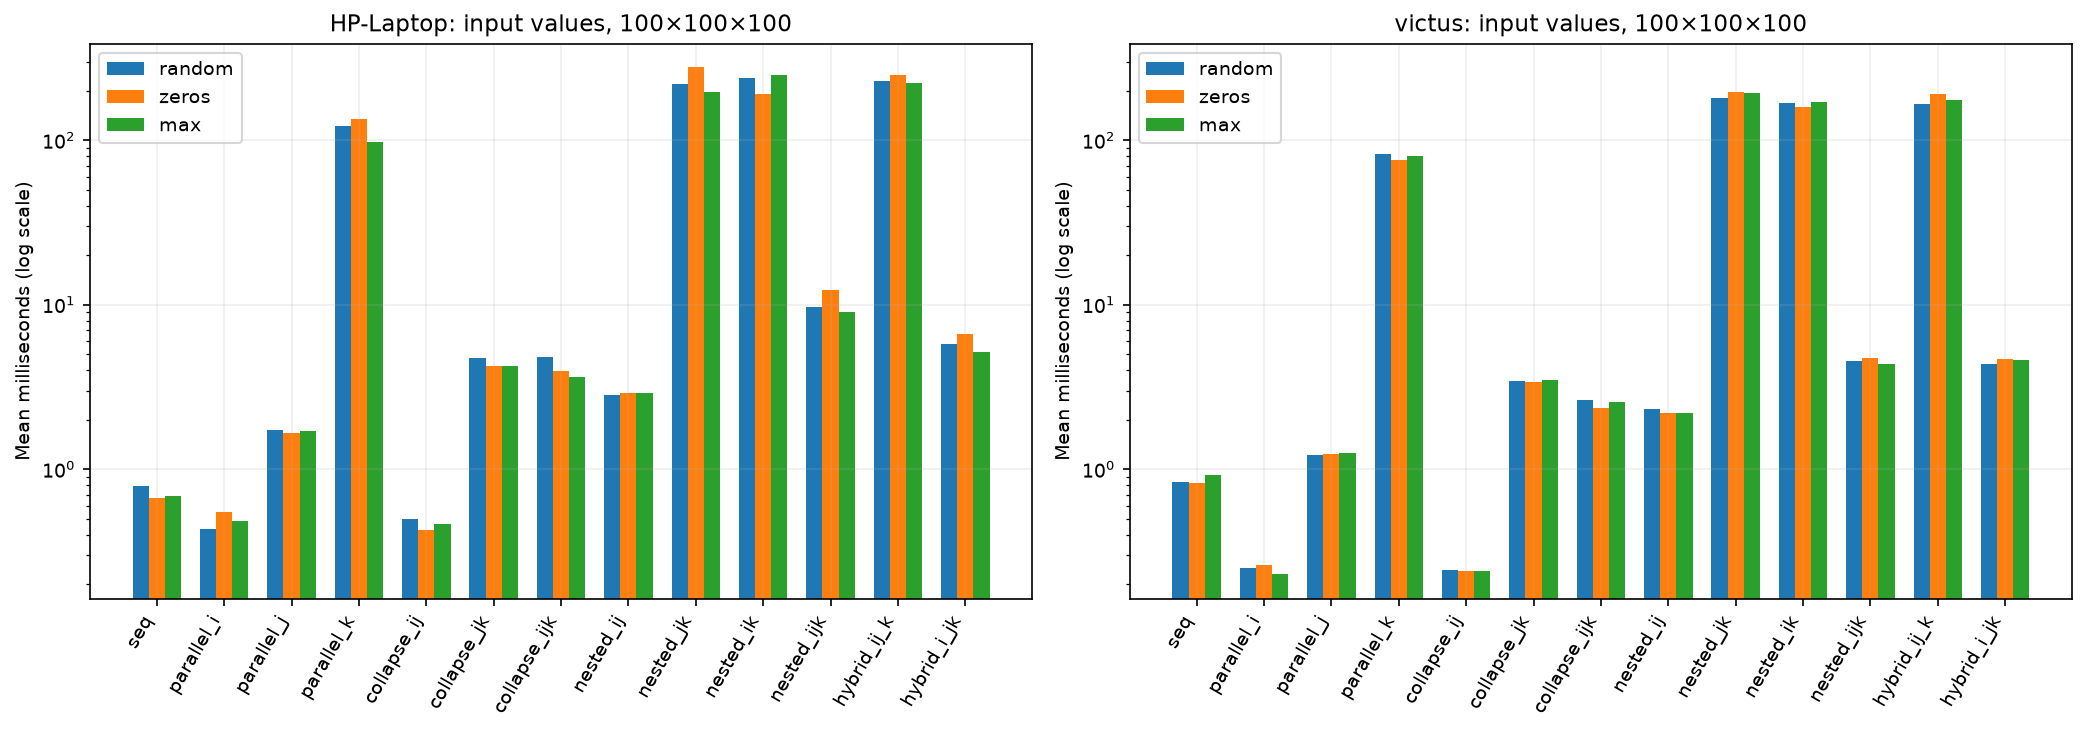 HP-Laptop: input values, 100×100×100
random
zeros
max
Mean milliseconds (log scale)
10²
10¹
10⁰
seq
parallel_i
parallel_j
parallel_k
collapse_ij
collapse_jk
collapse_ijk
nested_ij
nested_jk
nested_ik
nested_ijk
hybrid_ij_k
hybrid_i_jk
victus: input values, 100×100×100
random
zeros
max
Mean milliseconds (log scale)
10²
10¹
10⁰
seq
parallel_i
parallel_j
parallel_k
collapse_ij
collapse_jk
collapse_ijk
nested_ij
nested_jk
nested_ik
nested_ijk
hybrid_ij_k
hybrid_i_jk